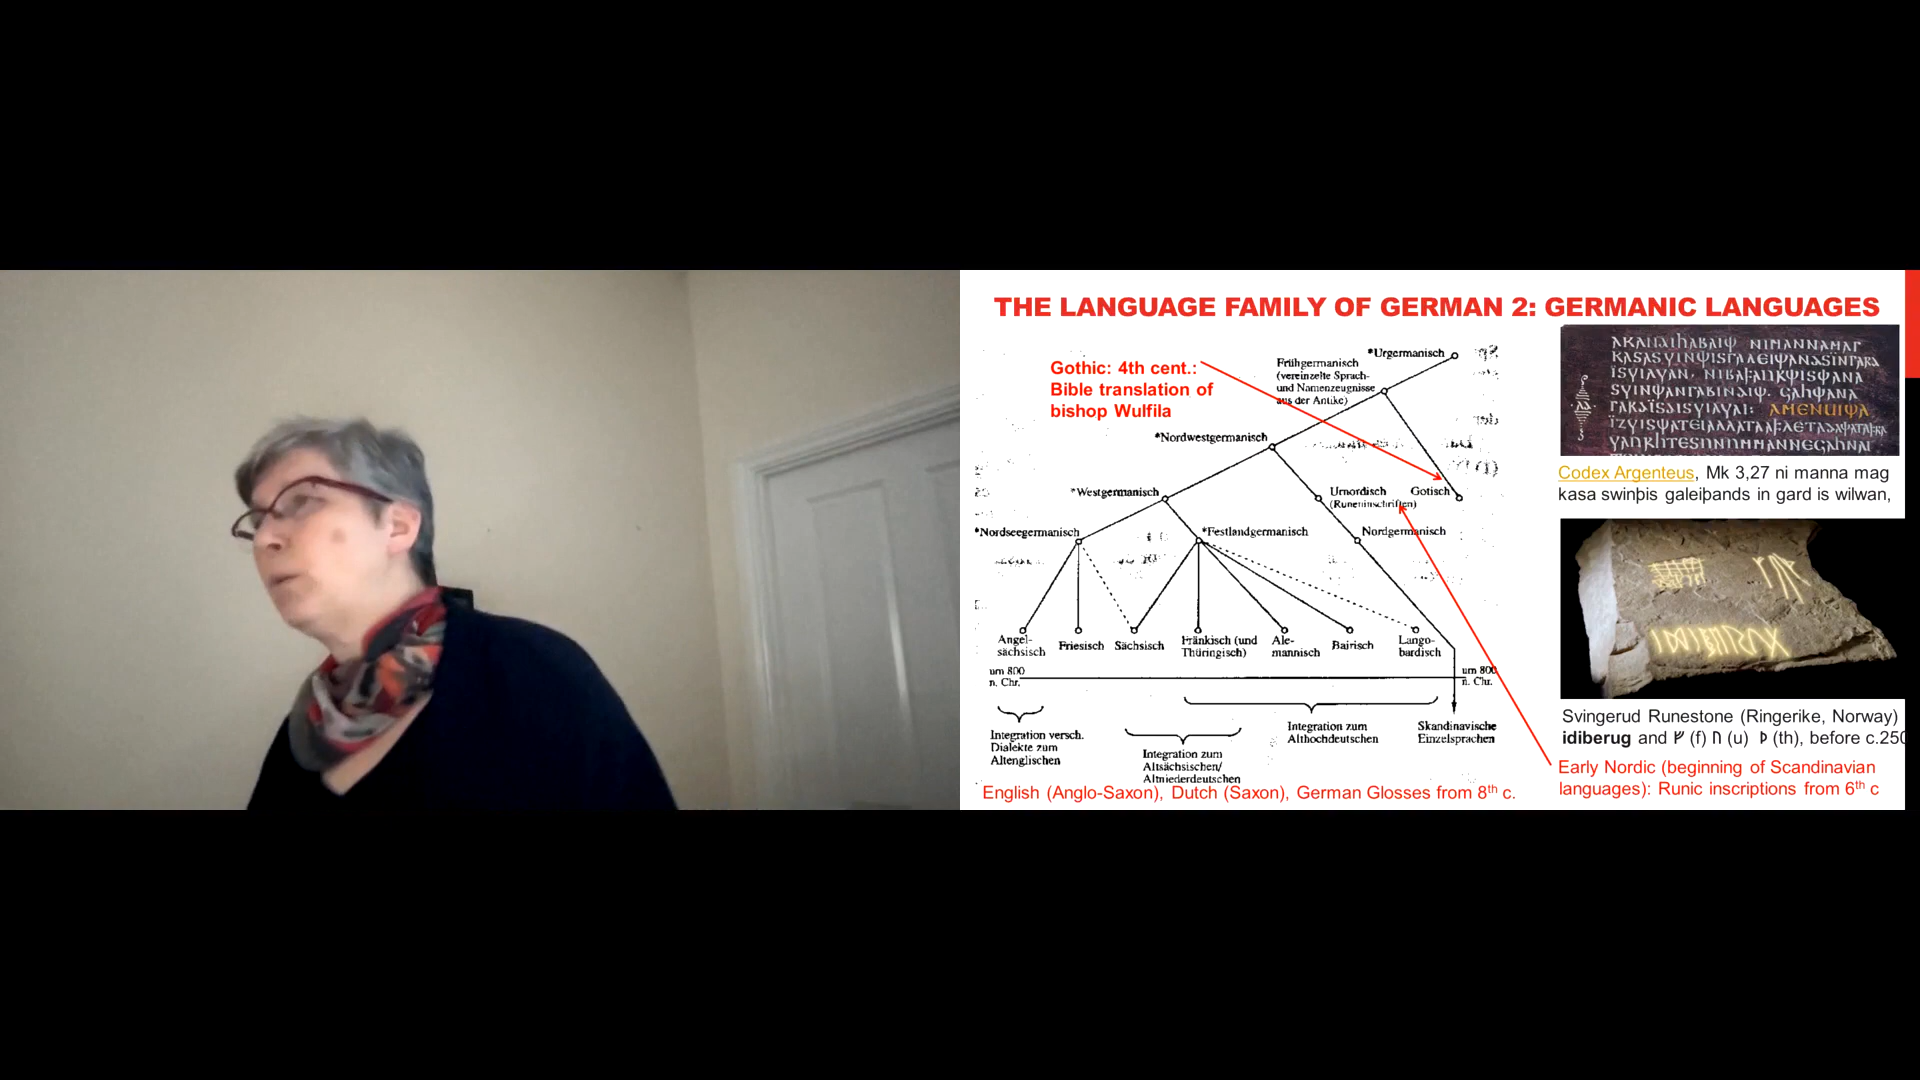 THE LANGUAGE FAMILY OF GERMAN 2: GERMANIC LANGUAGES
Gothic: 4th cent.:
Bible translation of
bishop Wulfila
*Urgermanisch
Frühgermanisch
(vereinzelte Sprach-
und Namenzeugnisse
aus der Antike)
*Nordwestgermanisch
*Westgermanisch
Urnordisch
(Runeninschriften)
Gotisch
*Nordseegermanisch
*Festlandgermanisch
Nordgermanisch
Angel-
sächsisch
Friesisch
Sächsisch
Fränkisch (und
Thüringisch)
Ale-
mannisch
Bairisch
Lango-
bardisch
um 800
n. Chr.
um 800
n. Chr.
Integration versch.
Dialekte zum
Altenglischen
Integration zum
Altsächsischen/
Altniederdeutschen
Integration zum
Althochdeutschen
Skandinavische
Einzelsprachen
English (Anglo-Saxon), Dutch (Saxon), German Glosses from 8th c.
Codex Argenteus, Mk 3,27 ni manna mag
kasa swinþis galeiþands in gard is wilwan,
Svingerud Runestone (Ringerike, Norway)
idiberug and ᚠ (f) ᚢ (u) ᚦ (th), before c.250
Early Nordic (beginning of Scandinavian
languages): Runic inscriptions from 6th c